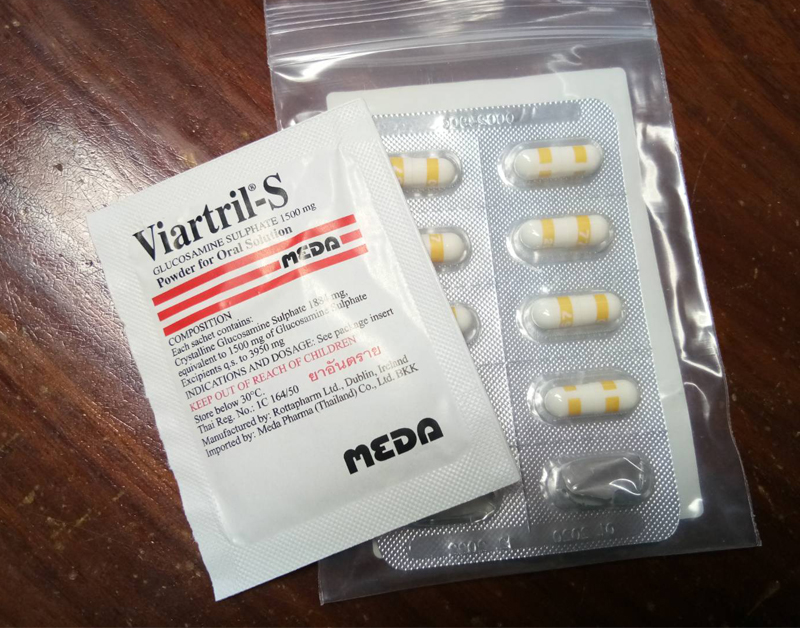 Viartril®-S
GLUCOSAMINE SULPHATE 1500 mg
Powder for Oral Solution
MEDA
COMPOSITION
Each sachet contains:
Crystalline Glucosamine Sulphate 1884 mg,
equivalent to 1500 mg of Glucosamine Sulphate
Excipients q.s. to 3950 mg
INDICATIONS AND DOSAGE: See package insert
KEEP OUT OF REACH OF CHILDREN
Store below 30°C. ยาอันตราย
Thai Reg. No.: 1C 164/50
Manufactured by: Rottapharm Ltd., Dublin, Ireland
Imported by: Meda Pharma (Thailand) Co., Ltd. BKK
MEDA